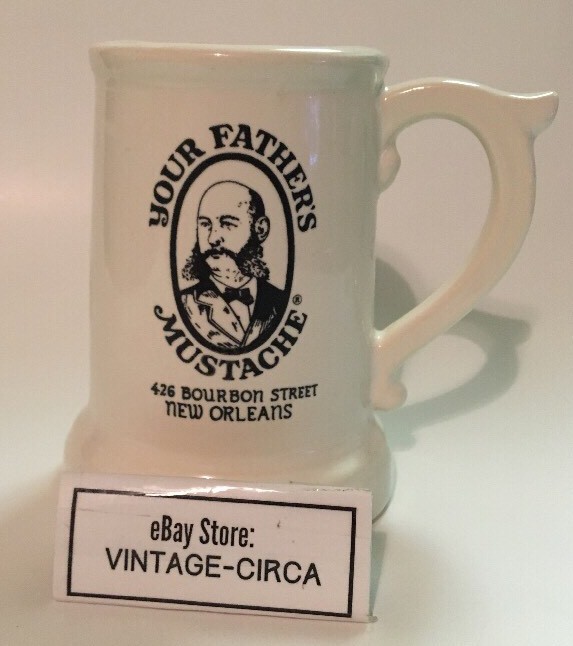 YOUR FATHER'S
MUSTACHE®
426 BOURBON STREET
NEW ORLEANS
eBay Store:
VINTAGE-CIRCA